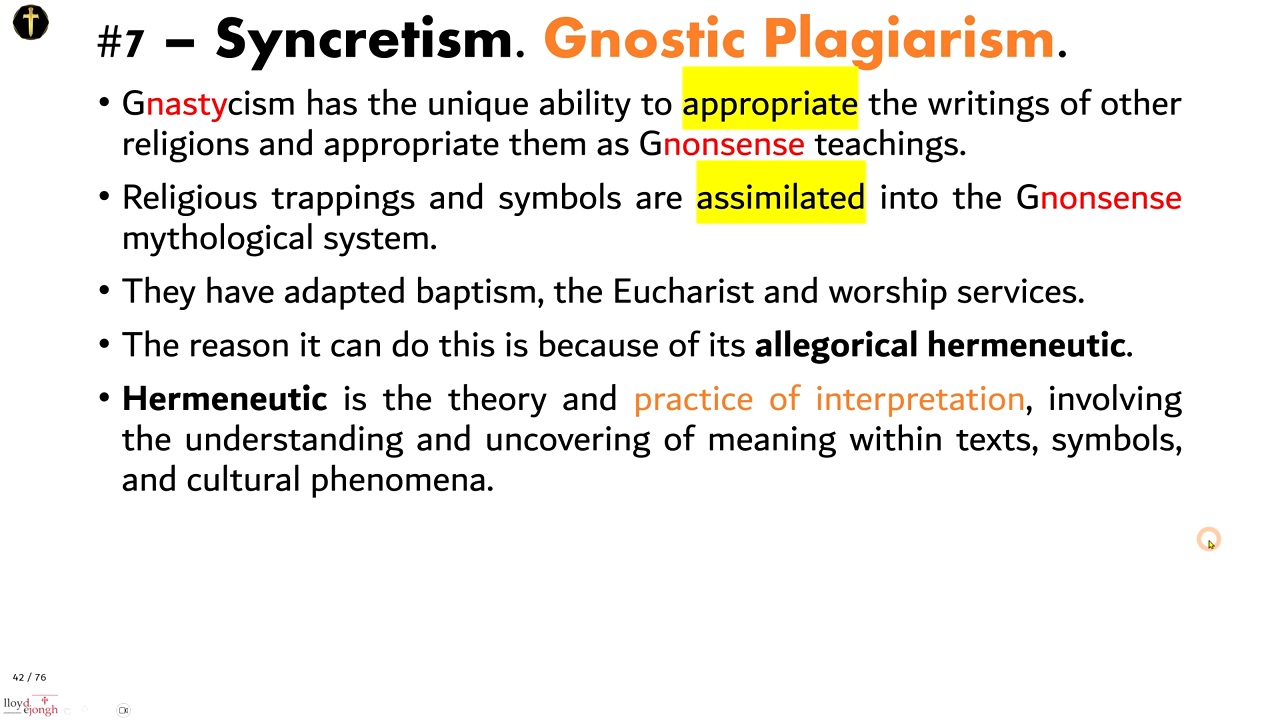 #7 – Syncretism. Gnostic Plagiarism.
• Gnastycism has the unique ability to appropriate the writings of other
religions and appropriate them as Gnonsense teachings.
• Religious trappings and symbols are assimilated into the Gnonsense
mythological system.
• They have adapted baptism, the Eucharist and worship services.
• The reason it can do this is because of its allegorical hermeneutic.
• Hermeneutic is the theory and practice of interpretation, involving
the understanding and uncovering of meaning within texts, symbols,
and cultural phenomena.
42 / 76
lloyd
dejongh